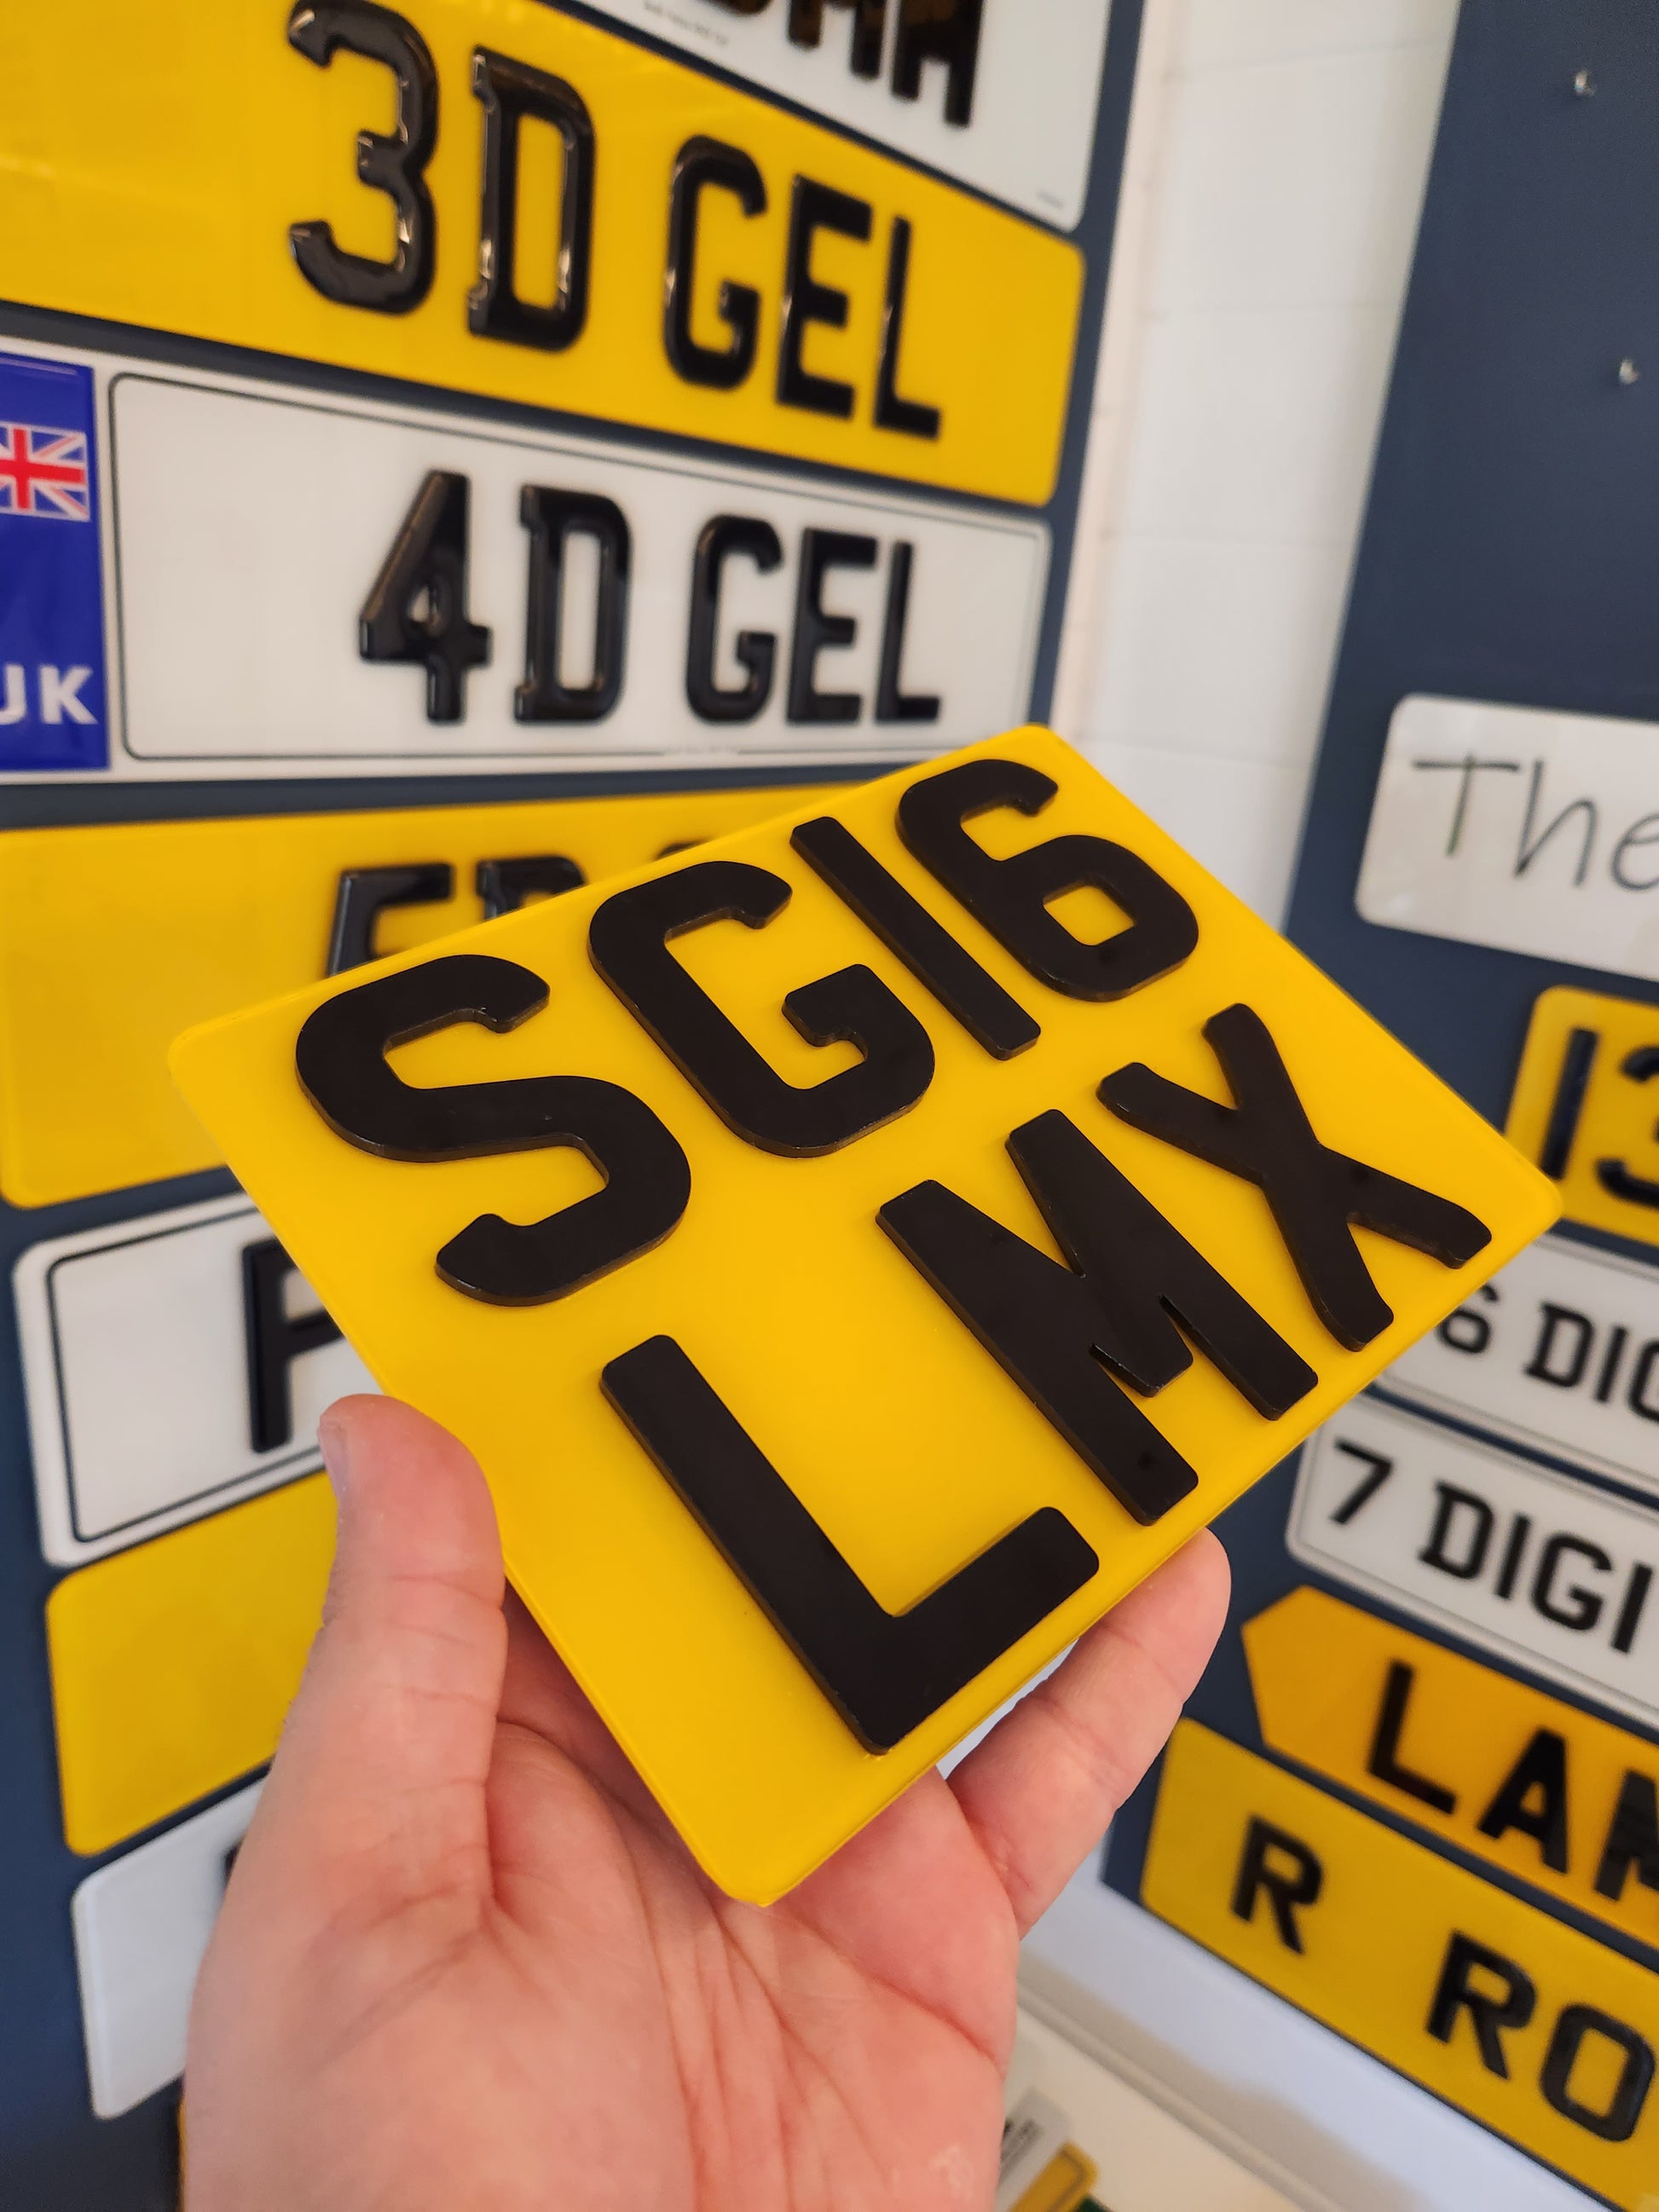 3D GEL
4D GEL
UK
SG16
LMX
The
13
6 DIG
7 DIGI
LAM
R RO